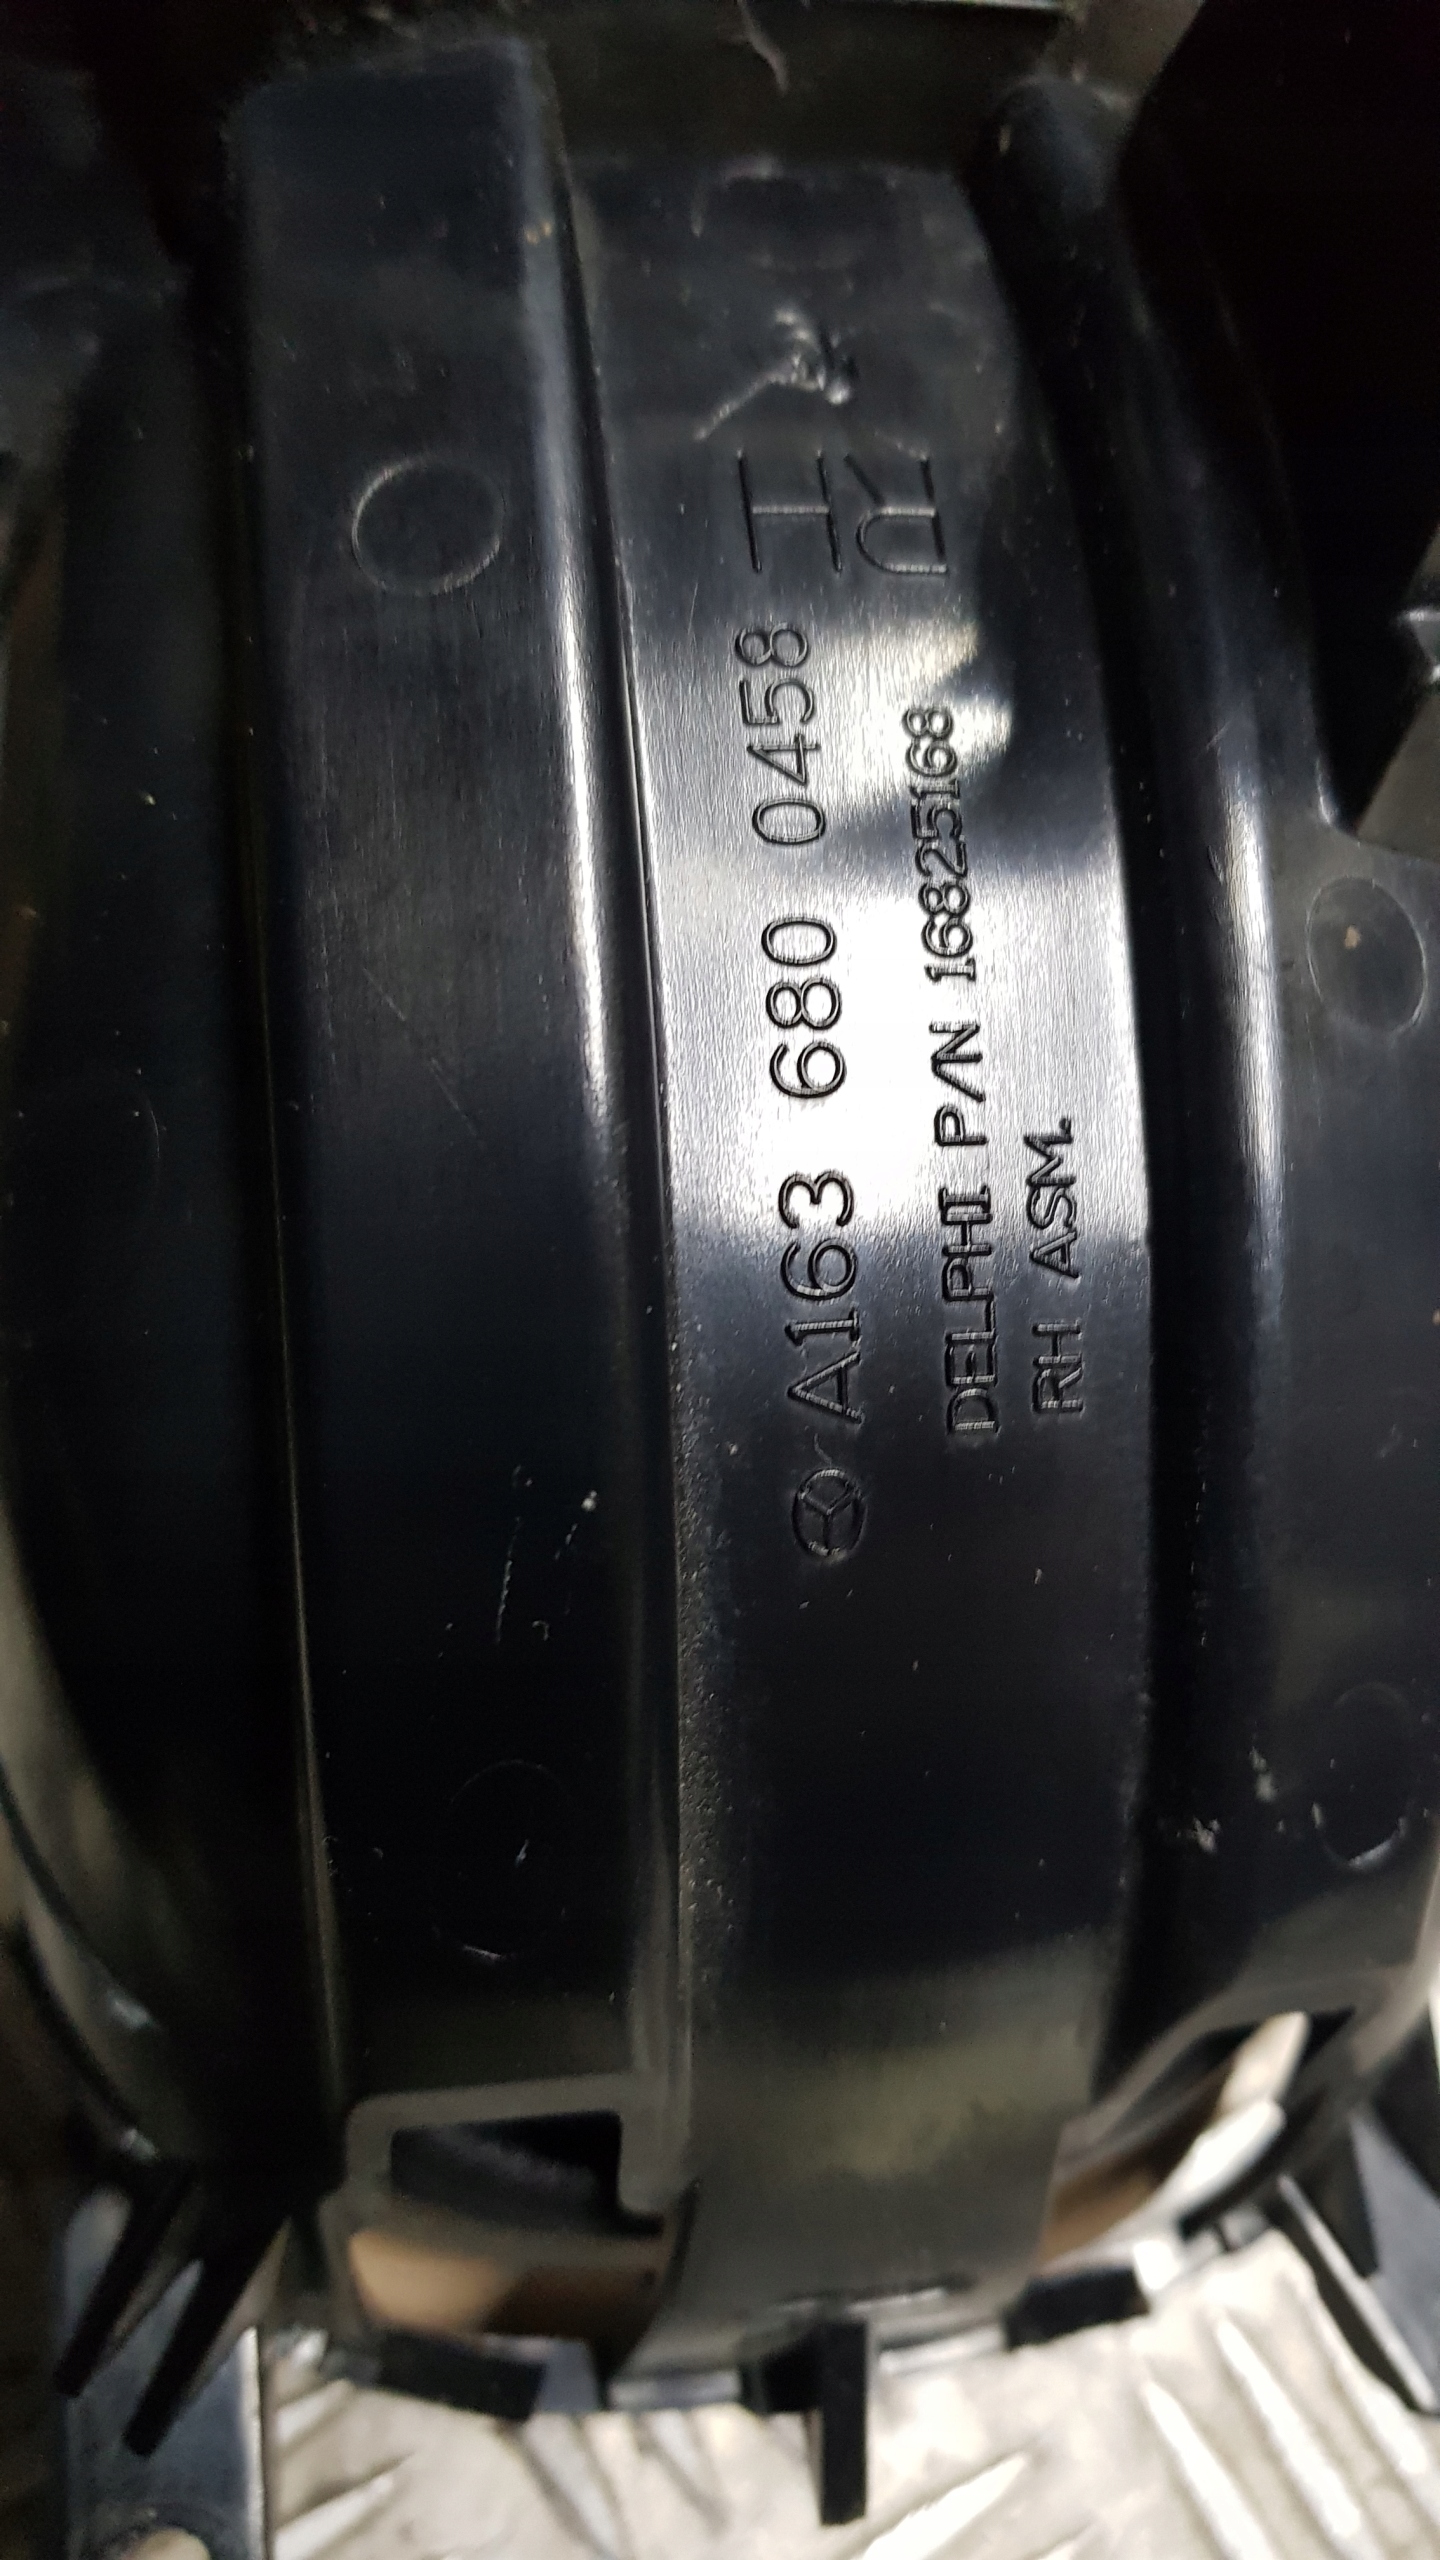 A163 680 0458
RH
DELPHI P/N 16825168
RH ASM.